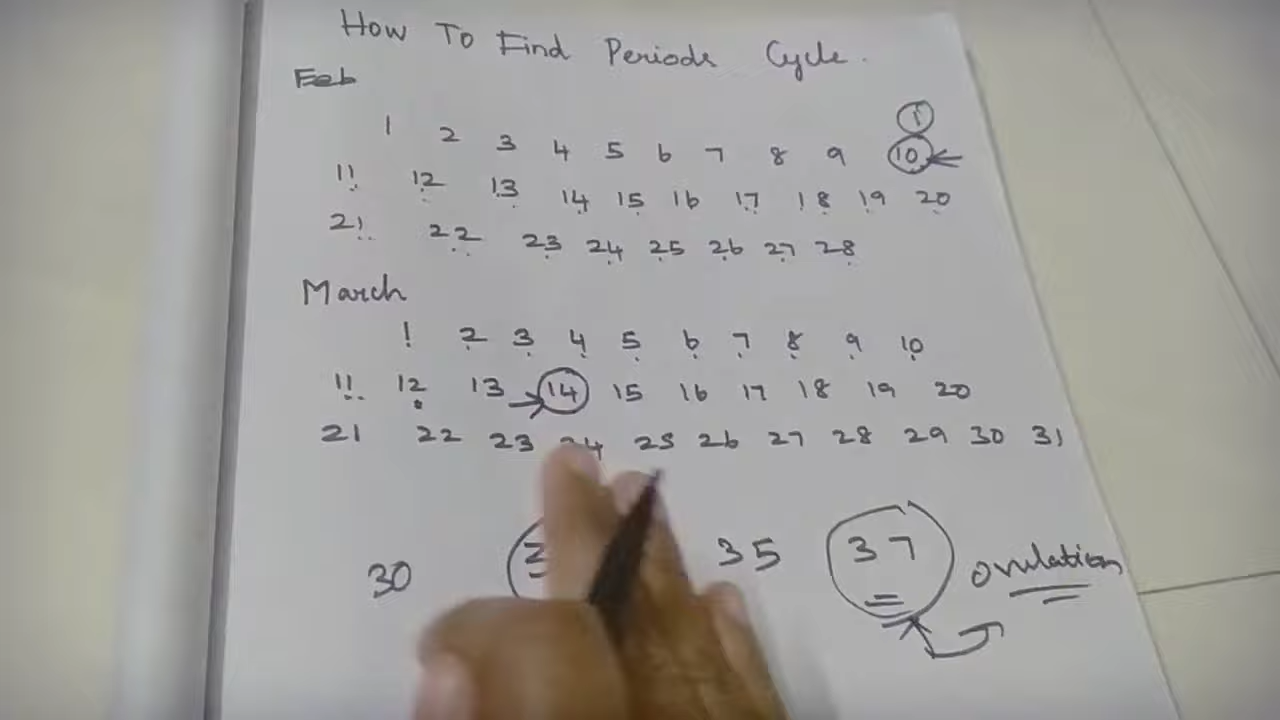 How To Find Periods Cycle.
Feb
1
1 2 3 4 5 6 7 8 9 10
11 12 13 14 15 16 17 18 19 20
21 22 23 24 25 26 27 28
March
1 2 3 4 5 6 7 8 9 10
11 12 13 14 15 16 17 18 19 20
21 22 23 24 25 26 27 28 29 30 31
30 35 37 ovulation